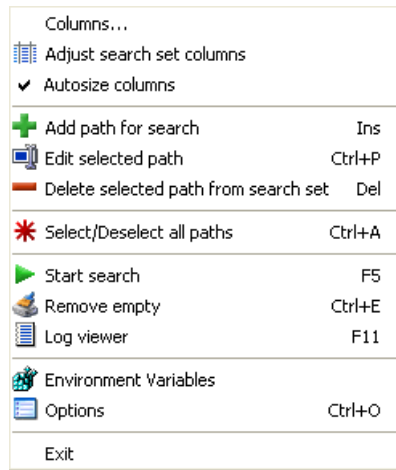 Columns...
Adjust search set columns
Autosize columns
Add path for search Ins
Edit selected path Ctrl+P
Delete selected path from search set Del
Select/Deselect all paths Ctrl+A
Start search F5
Remove empty Ctrl+E
Log viewer F11
Environment Variables
Options Ctrl+O
Exit